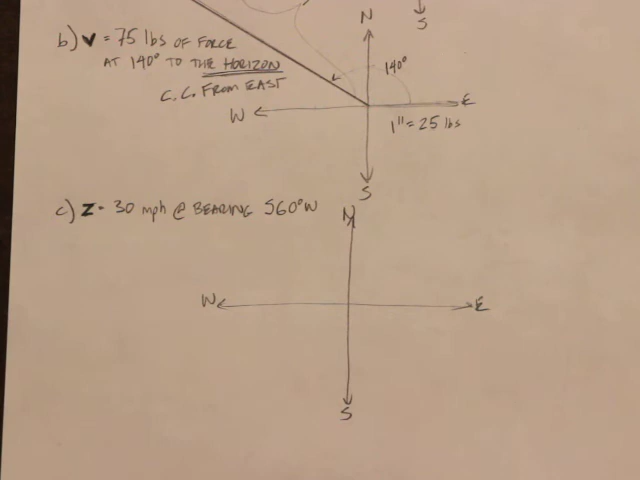 S
b) v = 75 lbs OF FORCE
AT 140° TO THE HORIZON
C.C. FROM EAST
N
140°
W
E
1" = 25 lbs
S
c) Z = 30 mph @ BEARING S60°W
N
W
E
S